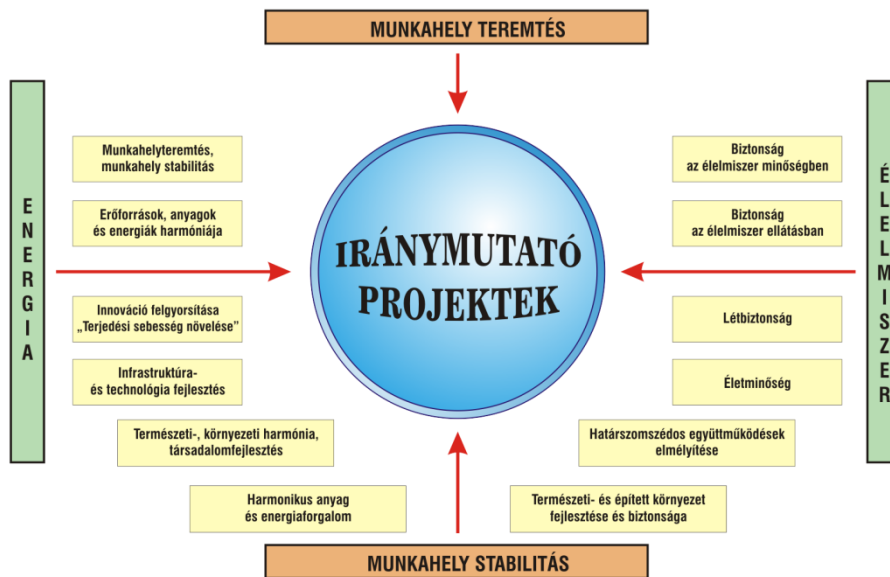 MUNKAHELY TEREMTÉS
ENERGIA
Munkahelyteremtés,
munkahely stabilitás
Erőforrások, anyagok
és energiák harmóniája
Innováció felgyorsítása
„Terjedési sebesség növelése”
Infrastruktúra-
és technológia fejlesztés
Természeti-, környezeti harmónia,
társadalomfejlesztés
Harmonikus anyag
és energiaforgalom
IRÁNYMUTATÓ
PROJEKTEK
Biztonság
az élelmiszer minőségben
Biztonság
az élelmiszer ellátásban
Létbiztonság
Életminőség
Határszomszédos együttműködések
elmélyítése
Természeti- és épített környezet
fejlesztése és biztonsága
ÉLELMISZER
MUNKAHELY STABILITÁS